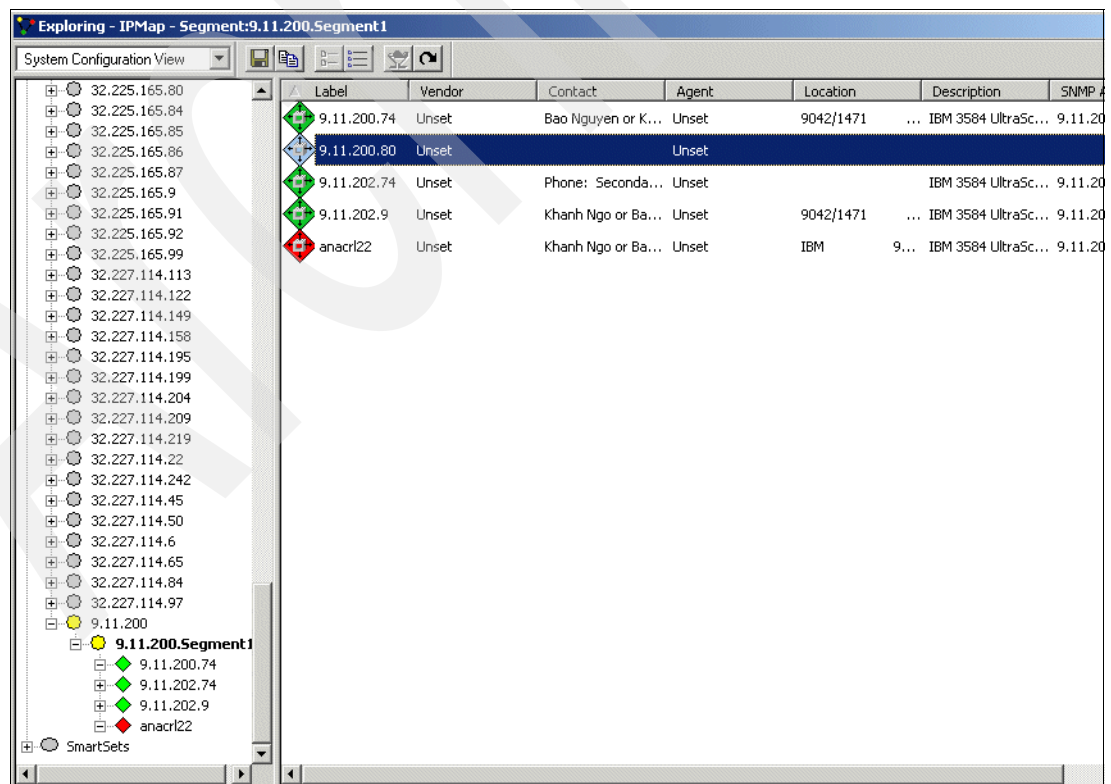 Exploring - IPMap - Segment:9.11.200.Segment1
System Configuration View
32.225.165.80
32.225.165.84
32.225.165.85
32.225.165.86
32.225.165.87
32.225.165.9
32.225.165.91
32.225.165.92
32.225.165.99
32.227.114.113
32.227.114.122
32.227.114.149
32.227.114.158
32.227.114.195
32.227.114.199
32.227.114.204
32.227.114.209
32.227.114.219
32.227.114.22
32.227.114.242
32.227.114.45
32.227.114.50
32.227.114.6
32.227.114.65
32.227.114.84
32.227.114.97
9.11.200
9.11.200.Segment1
9.11.200.74
9.11.202.74
9.11.202.9
anacrl22
SmartSets
Label Vendor Contact Agent Location Description SNMP A
9.11.200.74 Unset Bao Nguyen or K... Unset 9042/1471 ... IBM 3584 UltraSc... 9.11.20
9.11.200.80 Unset Unset
9.11.202.74 Unset Phone: Seconda... Unset IBM 3584 UltraSc... 9.11.20
9.11.202.9 Unset Khanh Ngo or Ba... Unset 9042/1471 ... IBM 3584 UltraSc... 9.11.20
anacrl22 Unset Khanh Ngo or Ba... Unset IBM 9... IBM 3584 UltraSc... 9.11.20